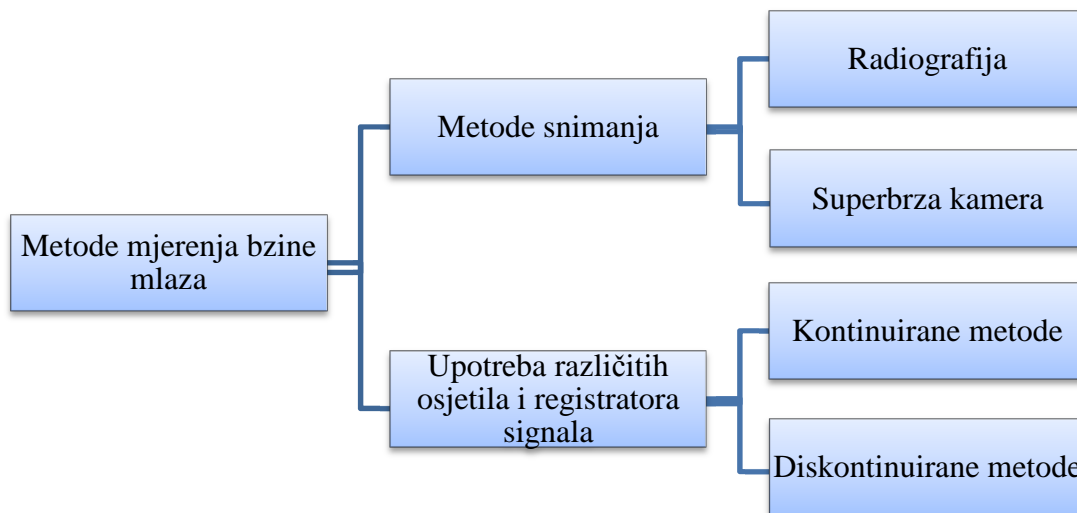 Metode mjerenja bzine
mlaza
Metode snimanja
Radiografija
Superbrza kamera
Upotreba različitih
osjetila i registratora
signala
Kontinuirane metode
Diskontinuirane metode